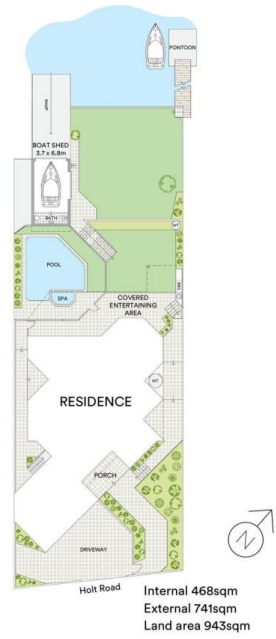 PONTOON
RAMP
BOAT SHED
3.7 x 6.8m
BATH
WT
POOL
SPA
COVERED
ENTERTAINING
AREA
WT
RESIDENCE
PORCH
DRIVEWAY
Holt Road
N
Internal 468sqm
External 741sqm
Land area 943sqm